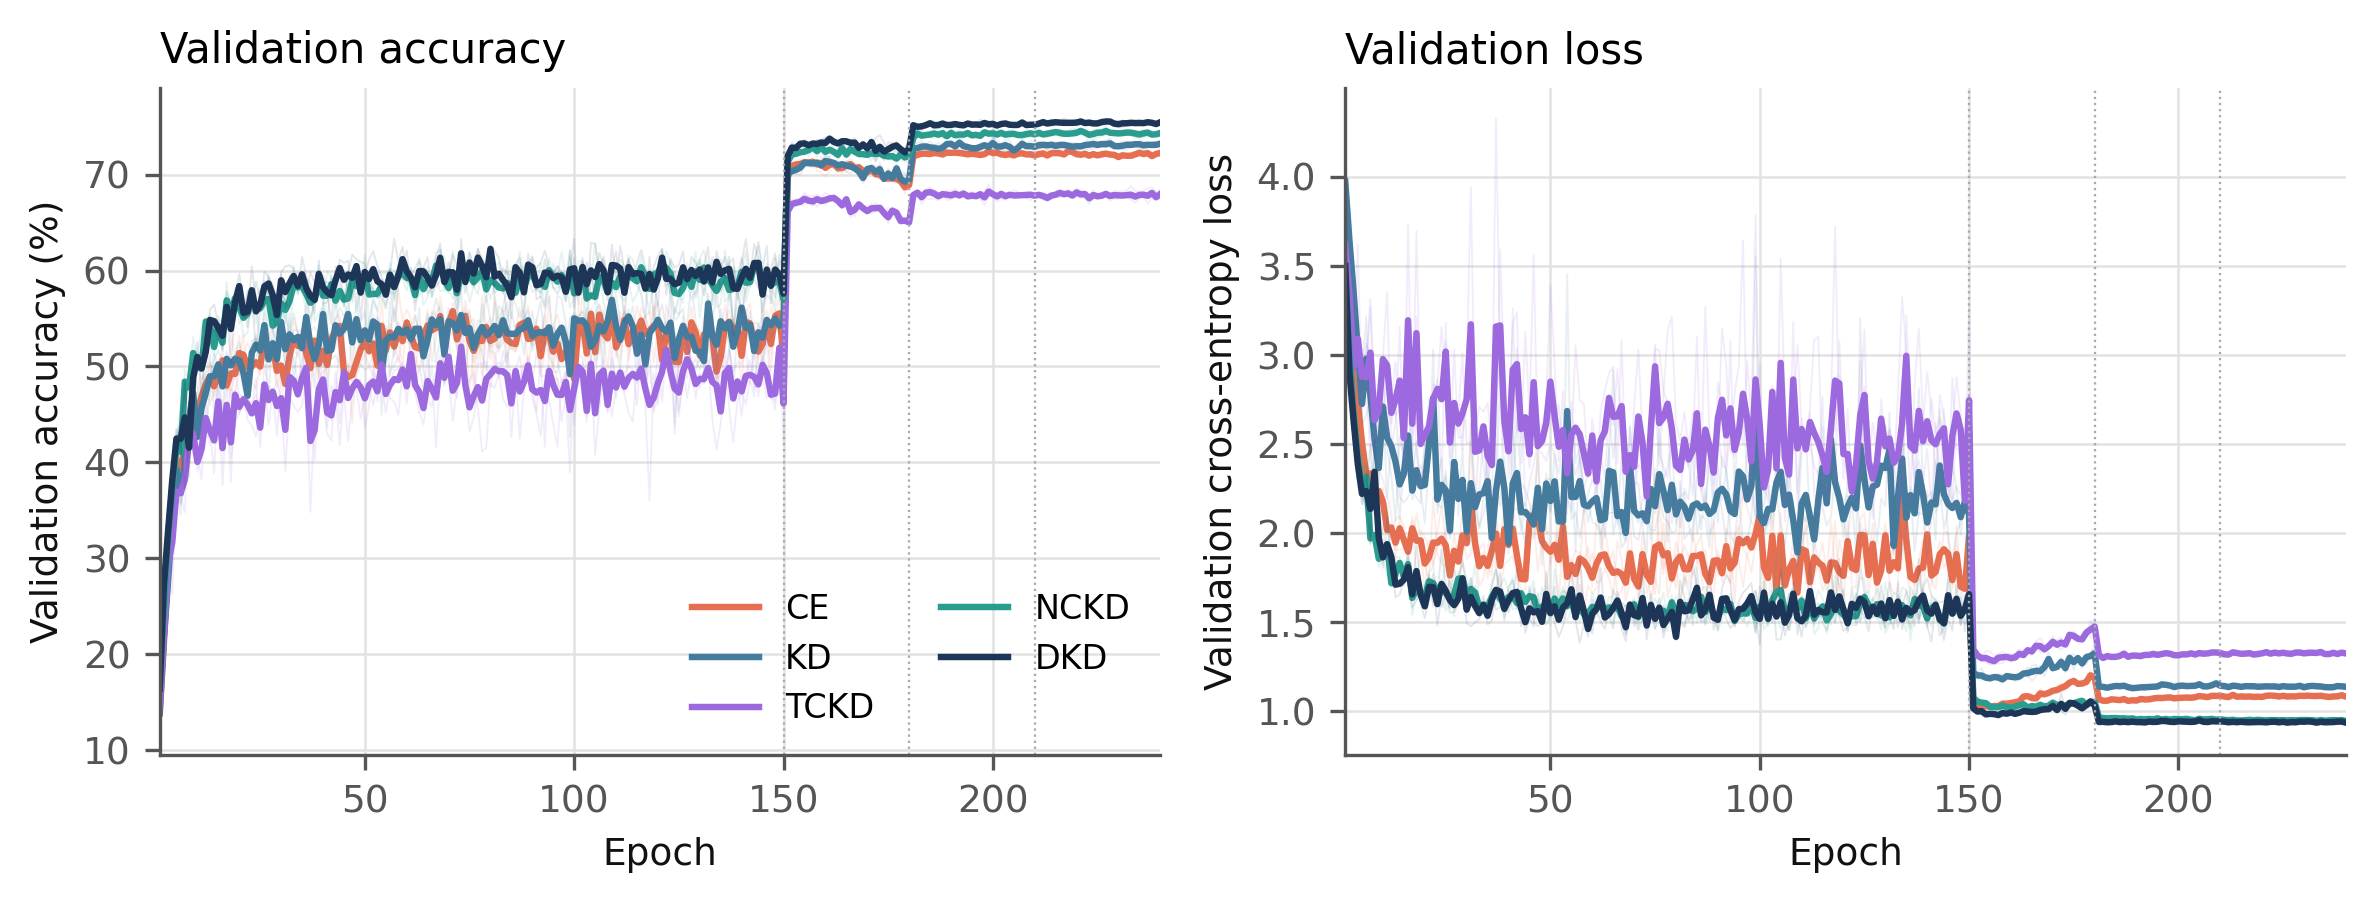 Validation accuracy
Validation accuracy (%)
70
60
50
40
30
20
10
50
100
150
200
Epoch
CE
KD
TCKD
NCKD
DKD
Validation loss
Validation cross-entropy loss
4.0
3.5
3.0
2.5
2.0
1.5
1.0
50
100
150
200
Epoch